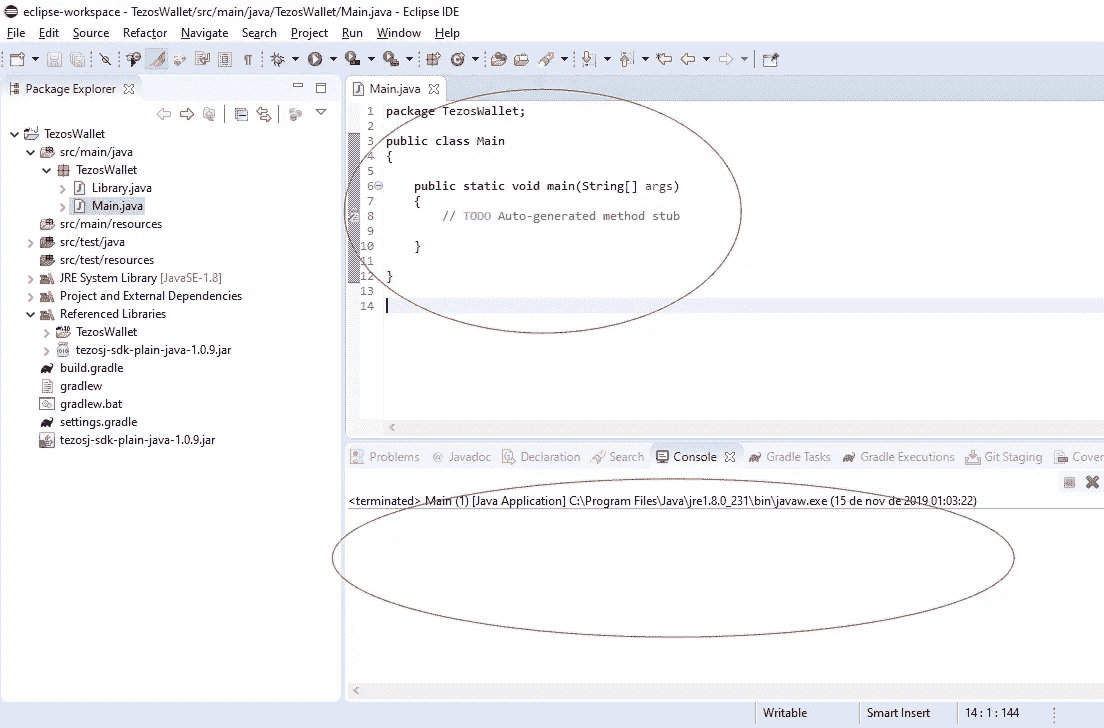 eclipse-workspace - TezosWallet/src/main/java/TezosWallet/Main.java - Eclipse IDE
File Edit Source Refactor Navigate Search Project Run Window Help
Package Explorer
TezosWallet
src/main/java
TezosWallet
Library.java
Main.java
src/main/resources
src/test/java
src/test/resources
JRE System Library [JavaSE-1.8]
Project and External Dependencies
Referenced Libraries
TezosWallet
tezosj-sdk-plain-java-1.0.9.jar
build.gradle
gradlew
gradlew.bat
settings.gradle
tezosj-sdk-plain-java-1.0.9.jar
Main.java
1 package TezosWallet;
2
3 public class Main
4 {
5
6 public static void main(String[] args)
7 {
8 // TODO Auto-generated method stub
9
10 }
11
12 }
13
14
Problems @ Javadoc Declaration Search Console Gradle Tasks Gradle Executions Git Staging Cover
<terminated> Main (1) [Java Application] C:\Program Files\Java\jre1.8.0_231\bin\javaw.exe (15 de nov de 2019 01:03:22)
Writable Smart Insert 14 : 1 : 144